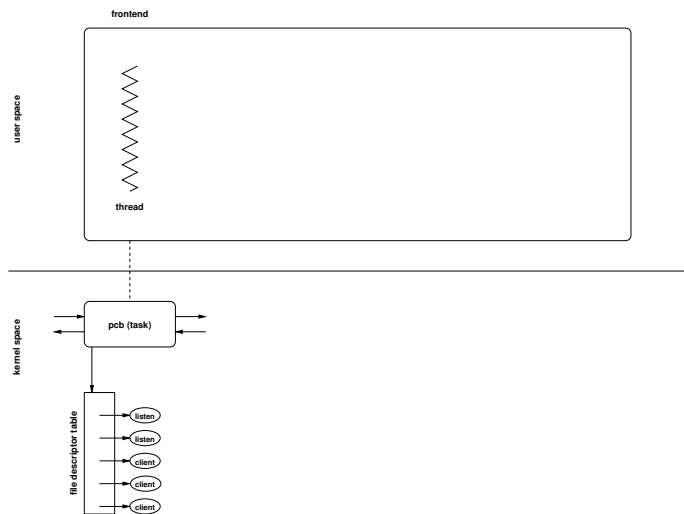 frontend
user space
thread
kernel space
pcb (task)
file descriptor table
listen
listen
client
client
client